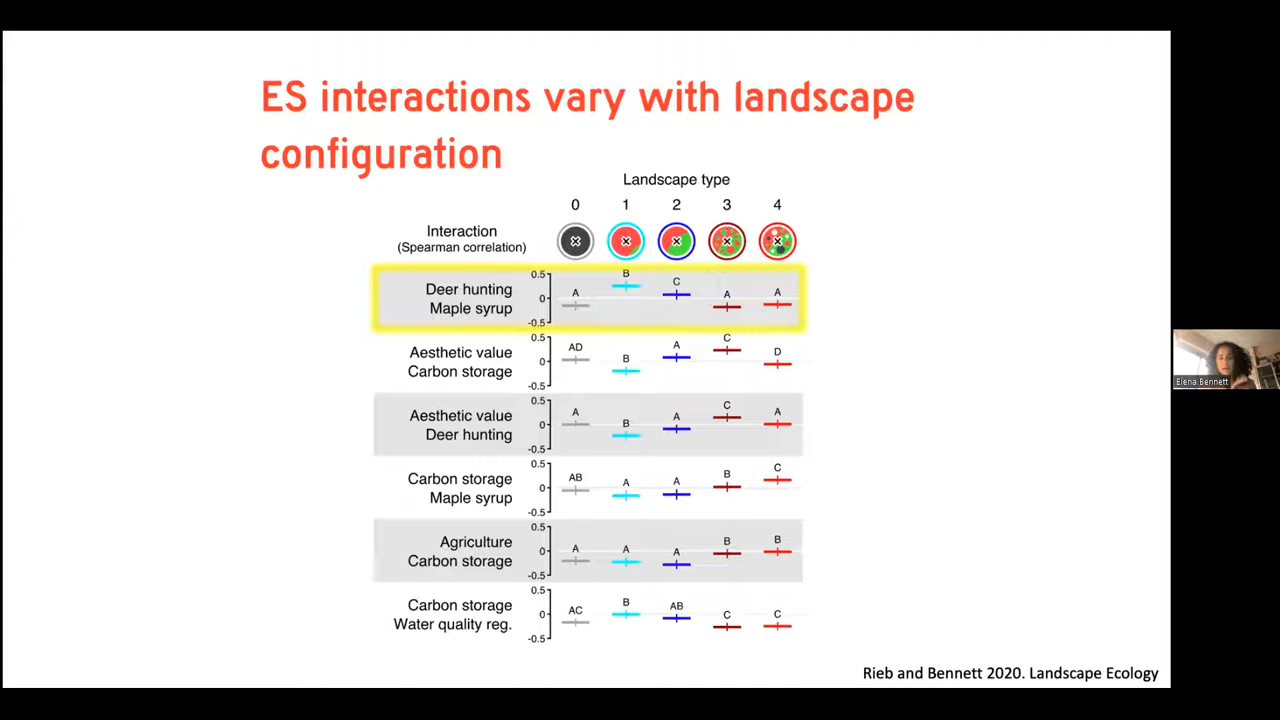 ES interactions vary with landscape
configuration
Landscape type
0 1 2 3 4
Interaction
(Spearman correlation)
Deer hunting
Maple syrup
0.5
0
-0.5
A B C A A
Aesthetic value
Carbon storage
0.5
0
-0.5
AD B A C D
Aesthetic value
Deer hunting
0.5
0
-0.5
A B A C A
Carbon storage
Maple syrup
0.5
0
-0.5
AB A A B C
Agriculture
Carbon storage
0.5
0
-0.5
A A A B B
Carbon storage
Water quality reg.
0.5
0
-0.5
AC B AB C C
Rieb and Bennett 2020. Landscape Ecology
Elena Bennett